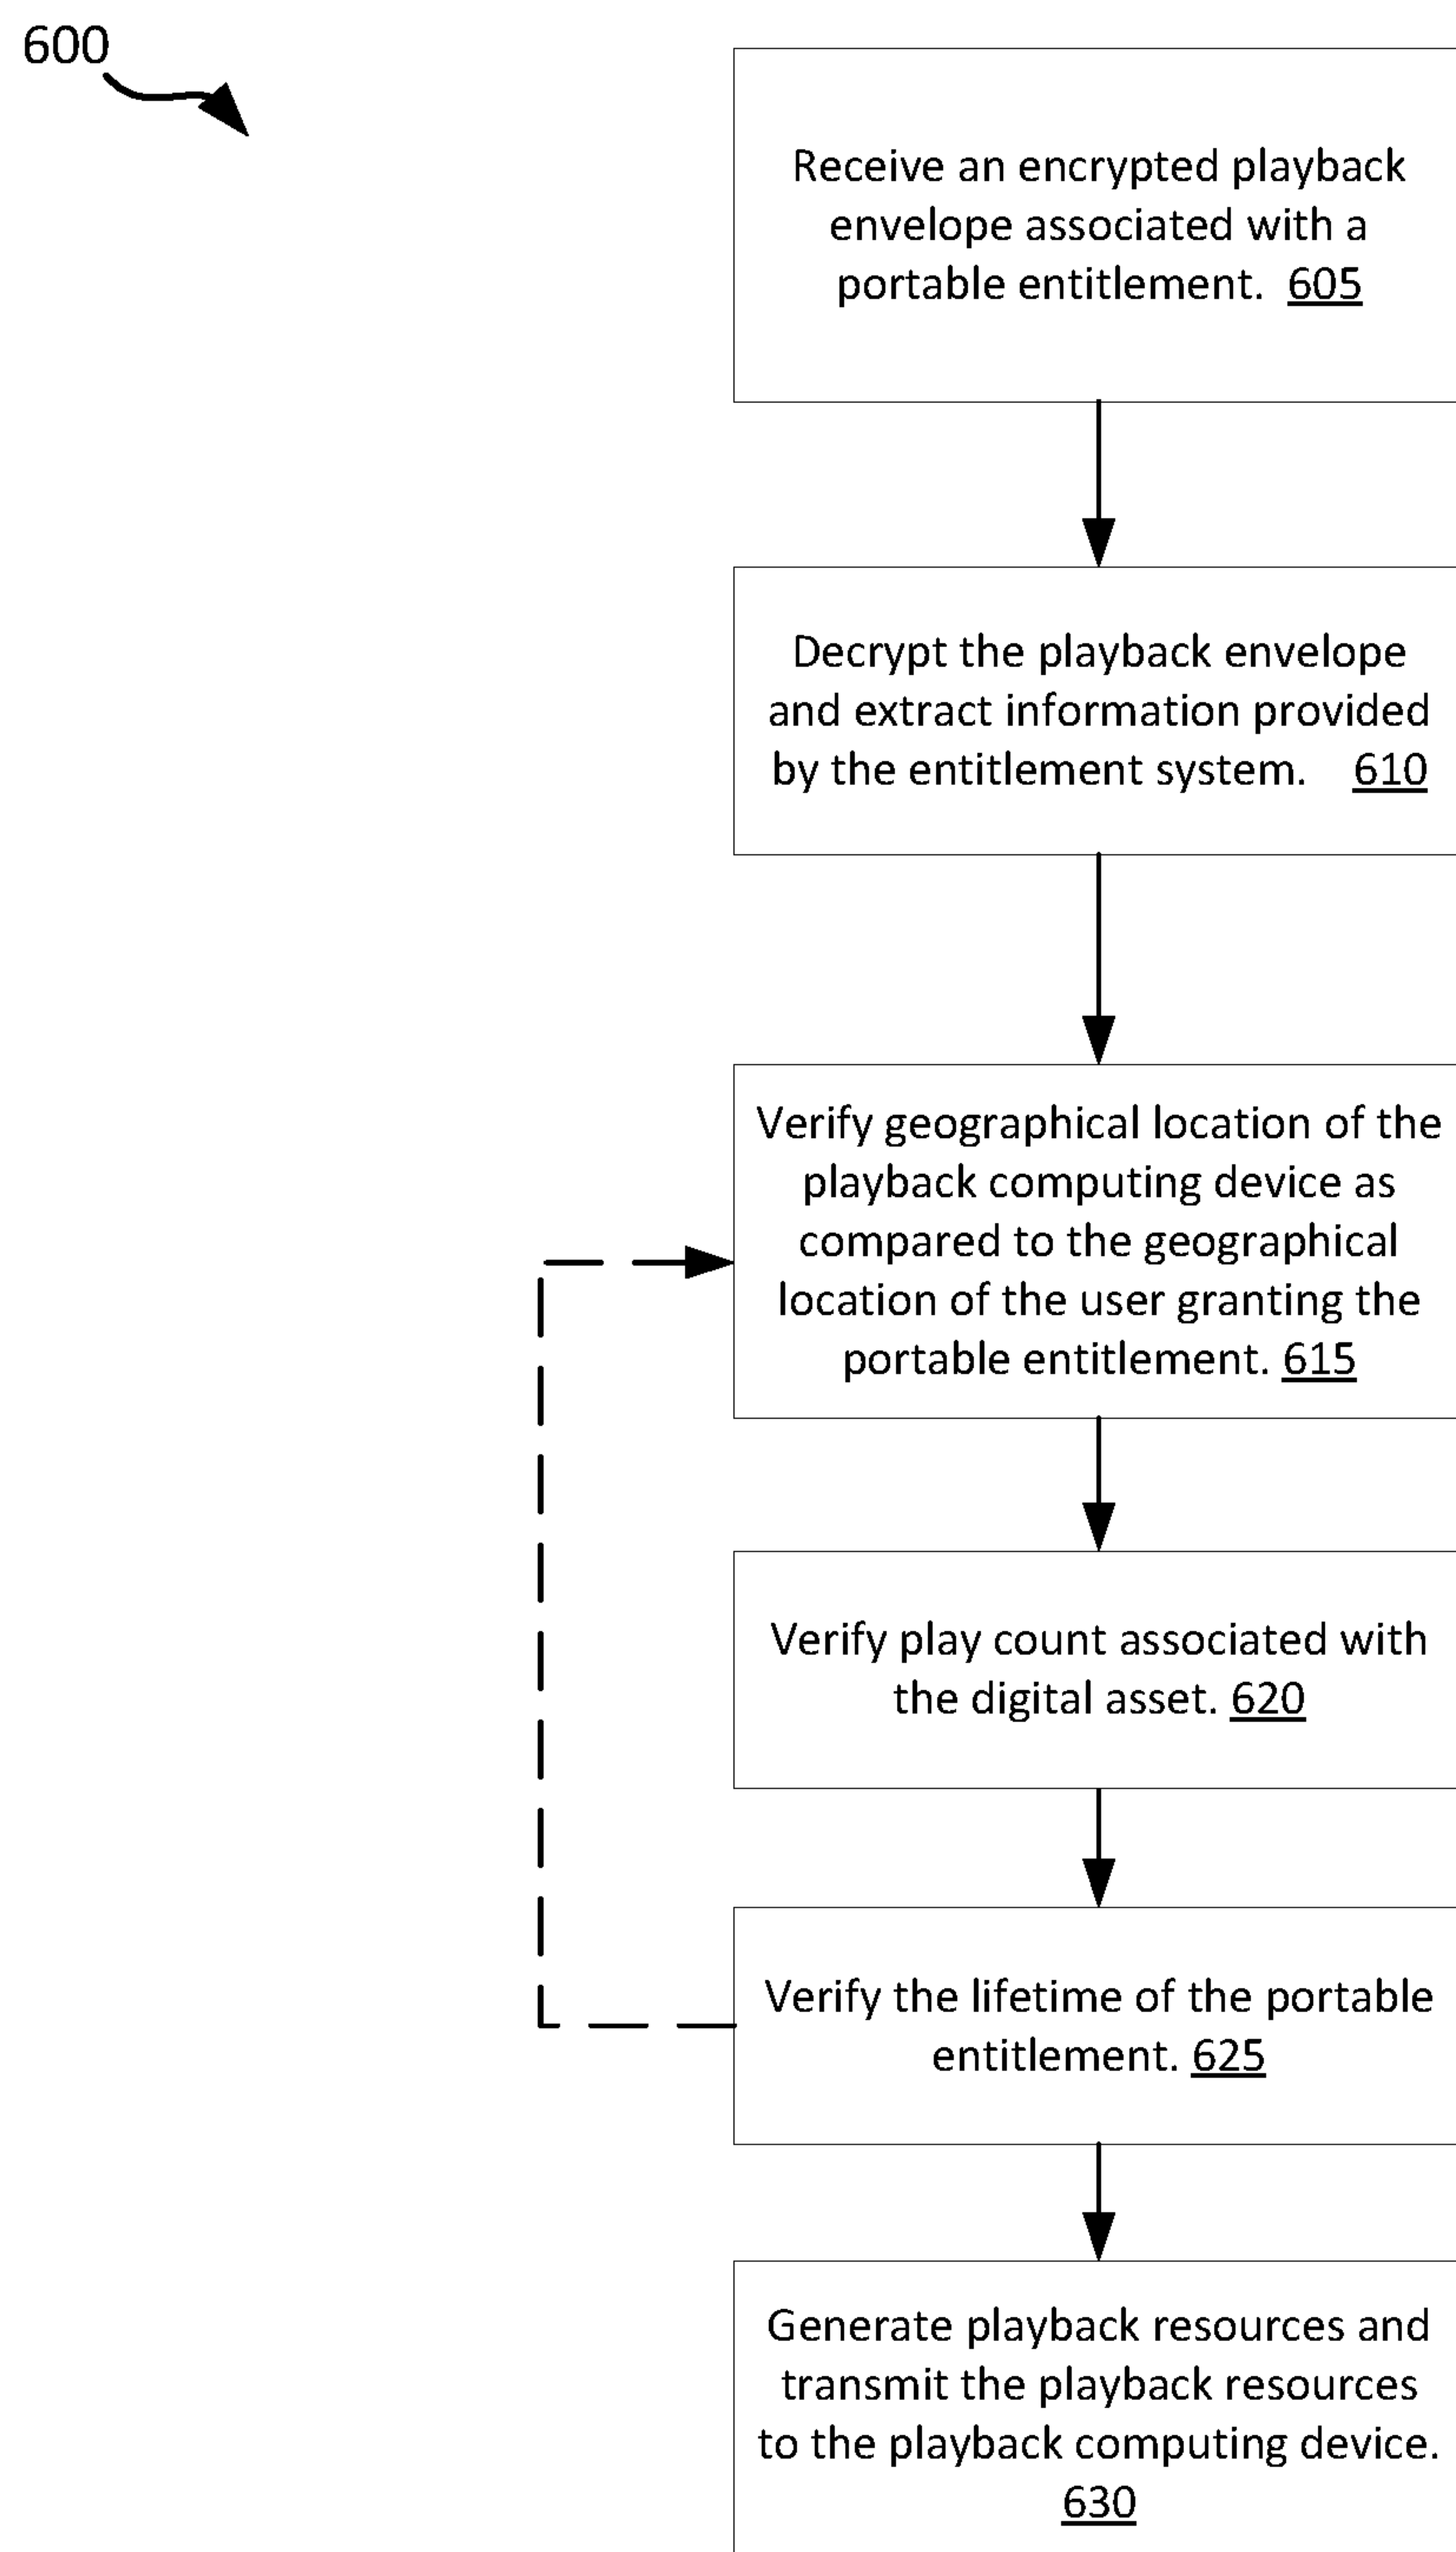 600
Receive an encrypted playback
envelope associated with a
portable entitlement. 605
Decrypt the playback envelope
and extract information provided
by the entitlement system. 610
Verify geographical location of the
playback computing device as
compared to the geographical
location of the user granting the
portable entitlement. 615
Verify play count associated with
the digital asset. 620
Verify the lifetime of the portable
entitlement. 625
Generate playback resources and
transmit the playback resources
to the playback computing device.
630